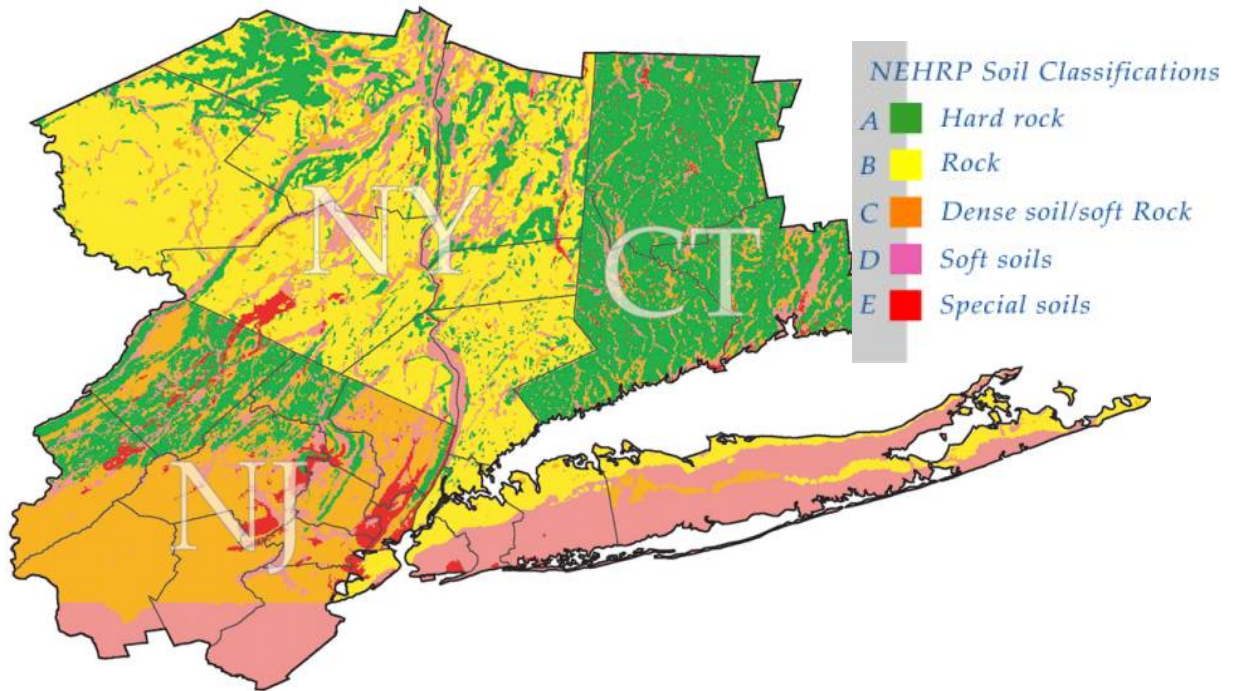 NY
CT
NJ
NEHRP Soil Classifications
A Hard rock
B Rock
C Dense soil/soft Rock
D Soft soils
E Special soils